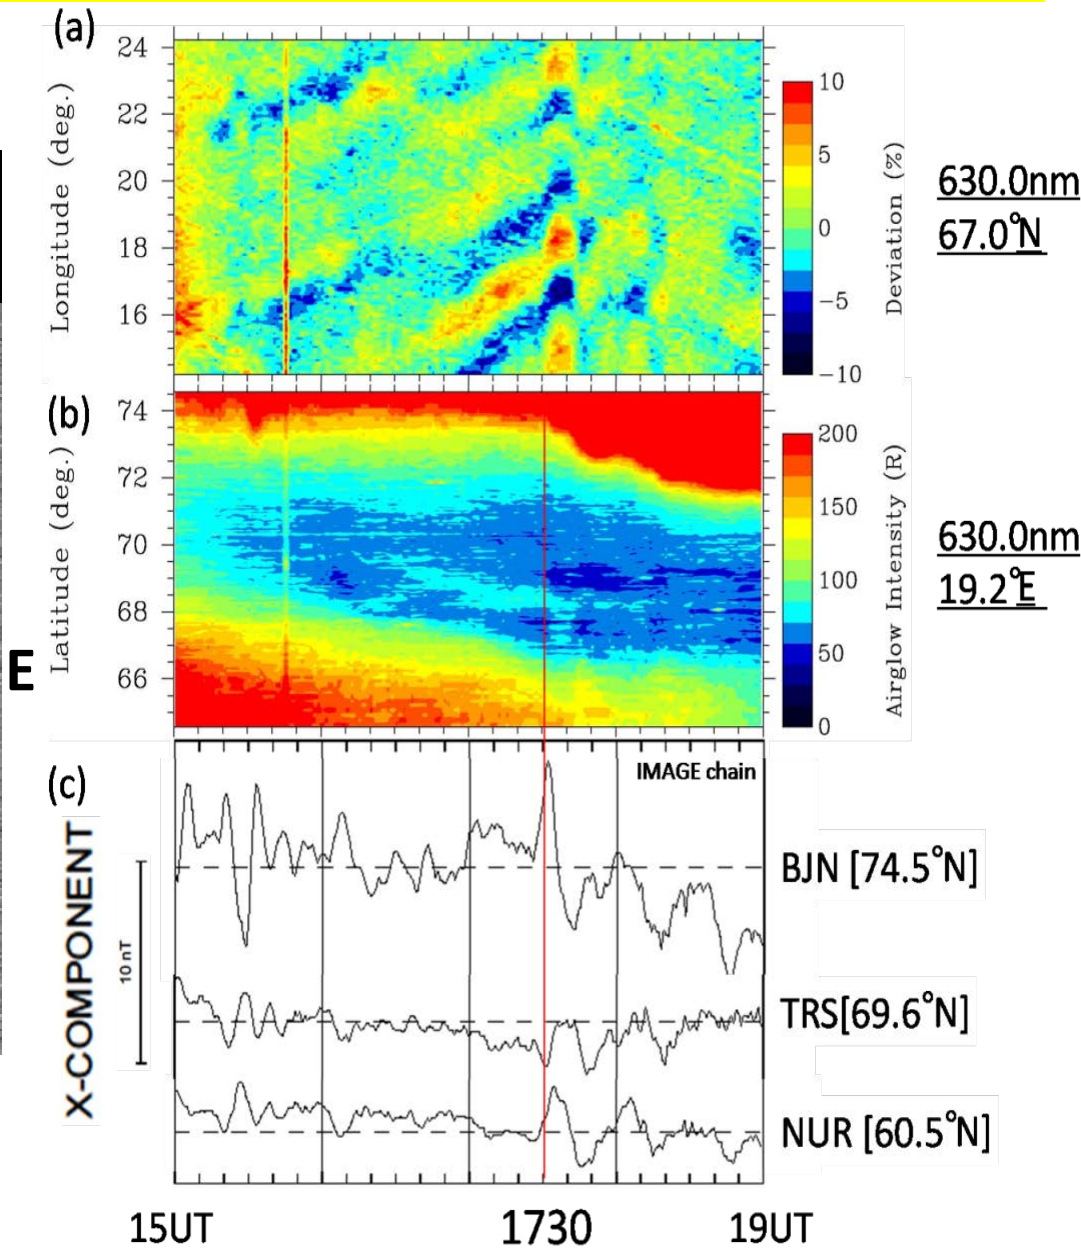 (a)
24
22
20
18
16
Longitude (deg.)
10
5
0
−5
−10
Deviation (%)
630.0nm
67.0°N
(b)
74
72
70
68
66
Latitude (deg.)
200
150
100
50
0
Airglow Intensity (R)
630.0nm
19.2°E
E
(c)
IMAGE chain
X-COMPONENT
10 nT
BJN [74.5°N]
TRS[69.6°N]
NUR [60.5°N]
15UT 1730 19UT